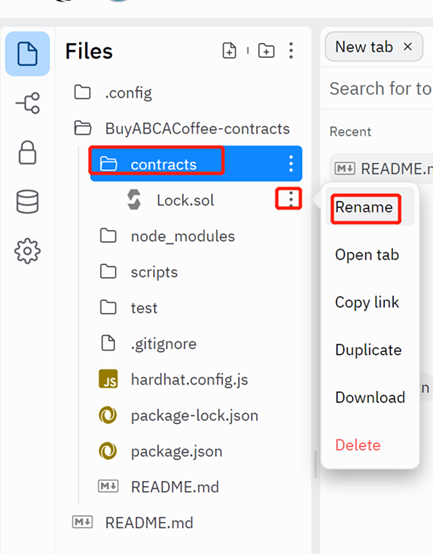 Files
New tab ×
.config
Search for to
BuyABCACoffee-contracts
Recent
contracts
README.m
Lock.sol
Rename
node_modules
Open tab
scripts
Copy link
test
Duplicate
.gitignore
JS hardhat.config.js
n
package-lock.json
Download
package.json
Delete
M↓ README.md
M↓ README.md